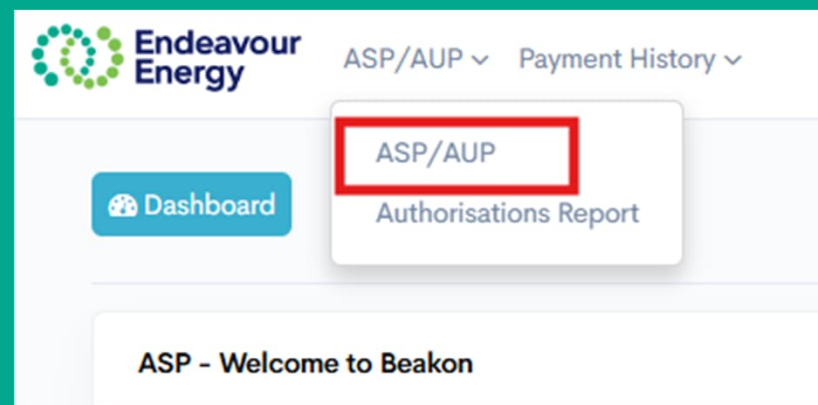 Endeavour
Energy
ASP/AUP
Payment History
ASP/AUP
Dashboard
Authorisations Report
ASP - Welcome to Beakon